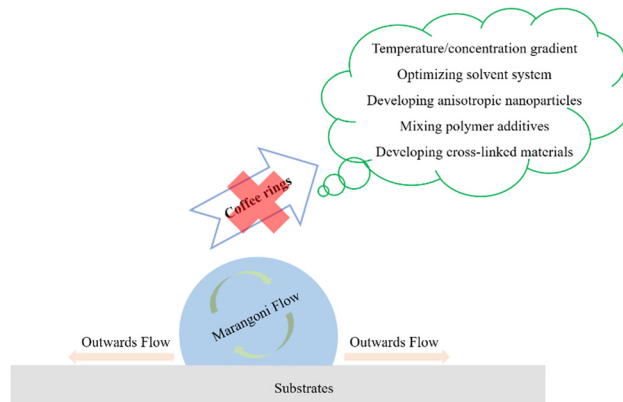 Temperature/concentration gradient
Optimizing solvent system
Developing anisotropic nanoparticles
Mixing polymer additives
Developing cross-linked materials
Coffee rings
Marangoni Flow
Outwards Flow
Outwards Flow
Substrates